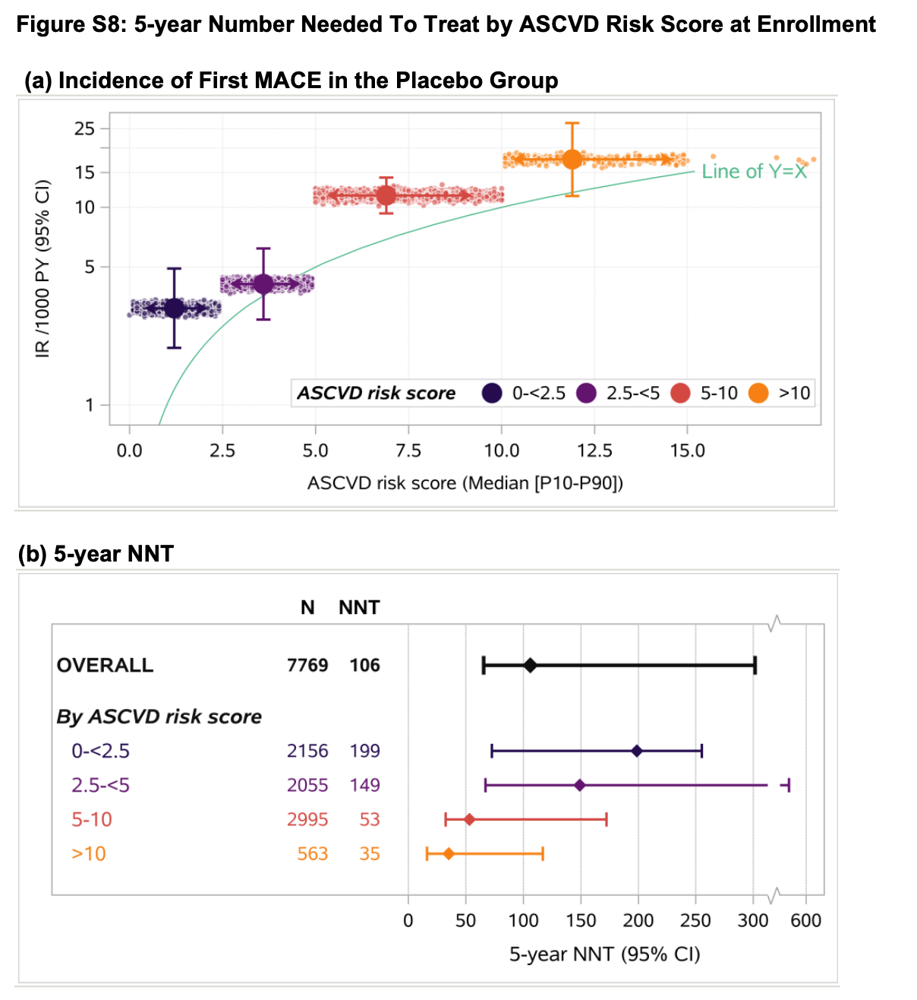 Figure S8: 5-year Number Needed To Treat by ASCVD Risk Score at Enrollment
(a) Incidence of First MACE in the Placebo Group
IR /1000 PY (95% CI)
25
15
10
5
1
Line of Y=X
ASCVD risk score 0-<2.5 2.5-<5 5-10 >10
0.0 2.5 5.0 7.5 10.0 12.5 15.0
ASCVD risk score (Median [P10-P90])
(b) 5-year NNT
N NNT
OVERALL 7769 106
By ASCVD risk score
0-<2.5 2156 199
2.5-<5 2055 149
5-10 2995 53
>10 563 35
0 50 100 150 200 250 300 600
5-year NNT (95% CI)